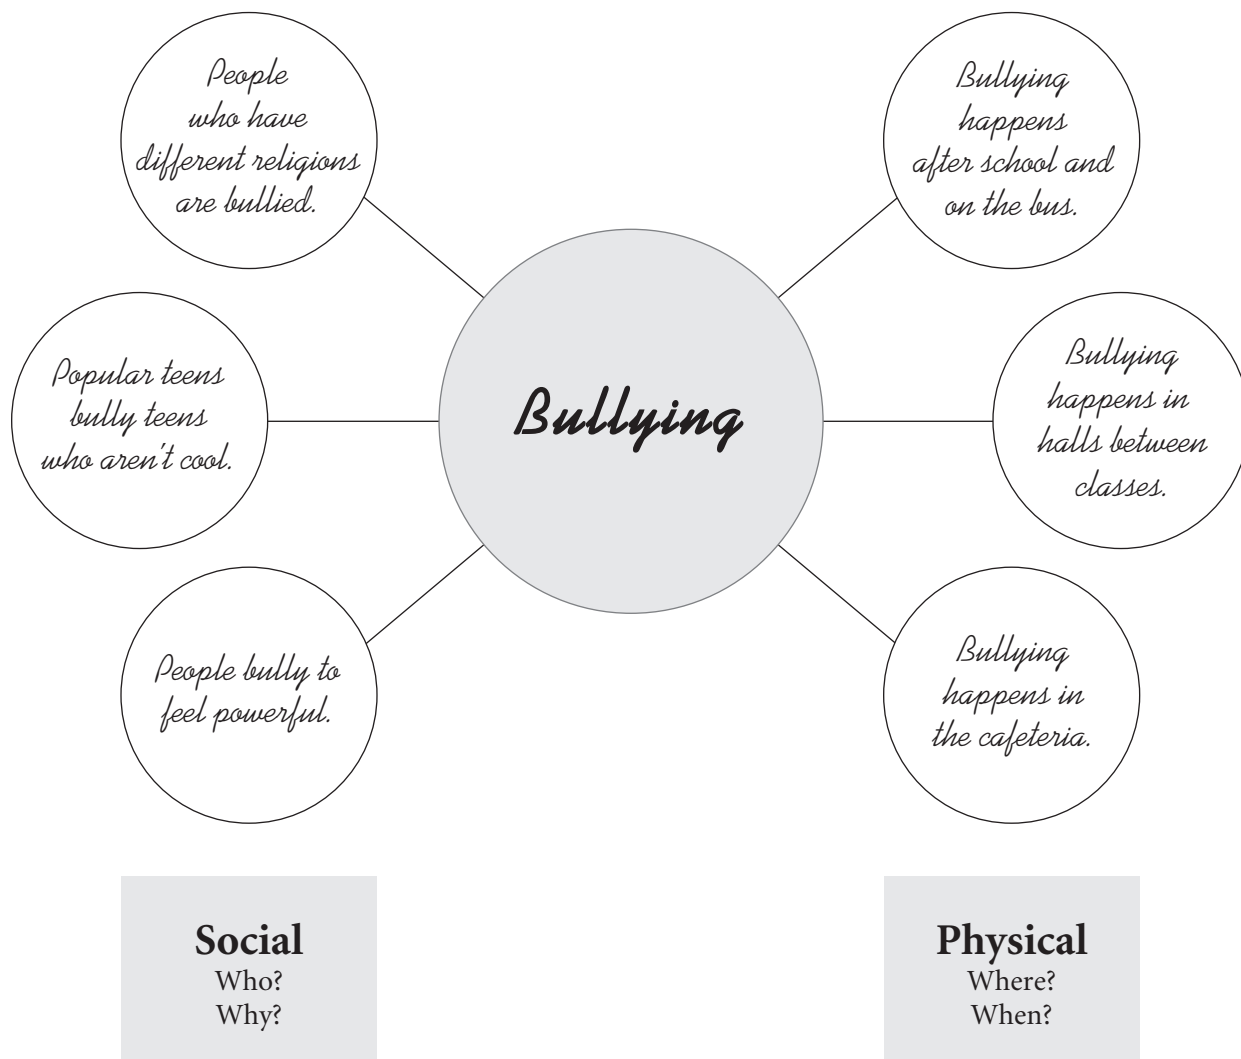 People
who have
different religions
are bullied.
Popular teens
bully teens
who aren't cool.
People bully to
feel powerful.
Bullying
Bullying
happens
after school and
on the bus.
Bullying
happens in
halls between
classes.
Bullying
happens in
the cafeteria.
Social
Who?
Why?
Physical
Where?
When?